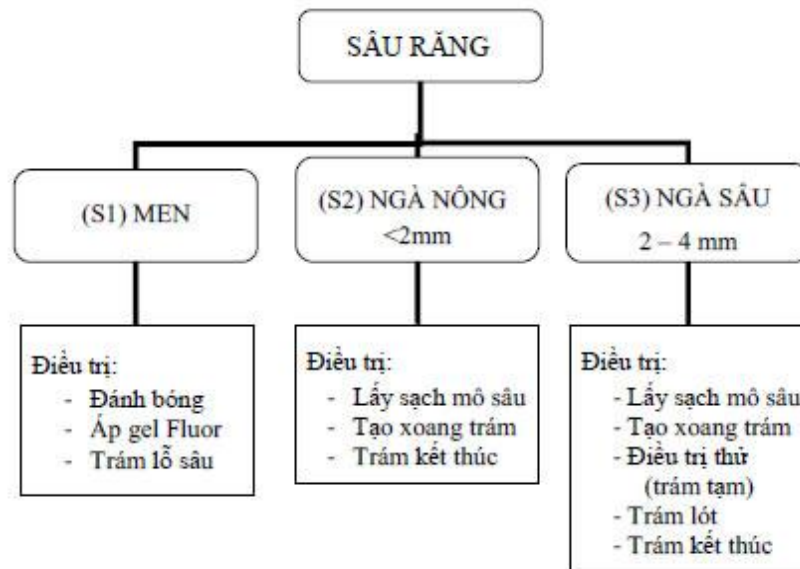 SÂU RĂNG
(S1) MEN
(S2) NGÀ NÔNG
<2mm
(S3) NGÀ SÂU
2 – 4 mm
Điều trị:
- Đánh bóng
- Áp gel Fluor
- Trám lỗ sâu
Điều trị:
- Lấy sạch mô sâu
- Tạo xoang trám
- Trám kết thúc
Điều trị:
- Lấy sạch mô sâu
- Tạo xoang trám
- Điều trị thử
(trám tạm)
- Trám lót
- Trám kết thúc